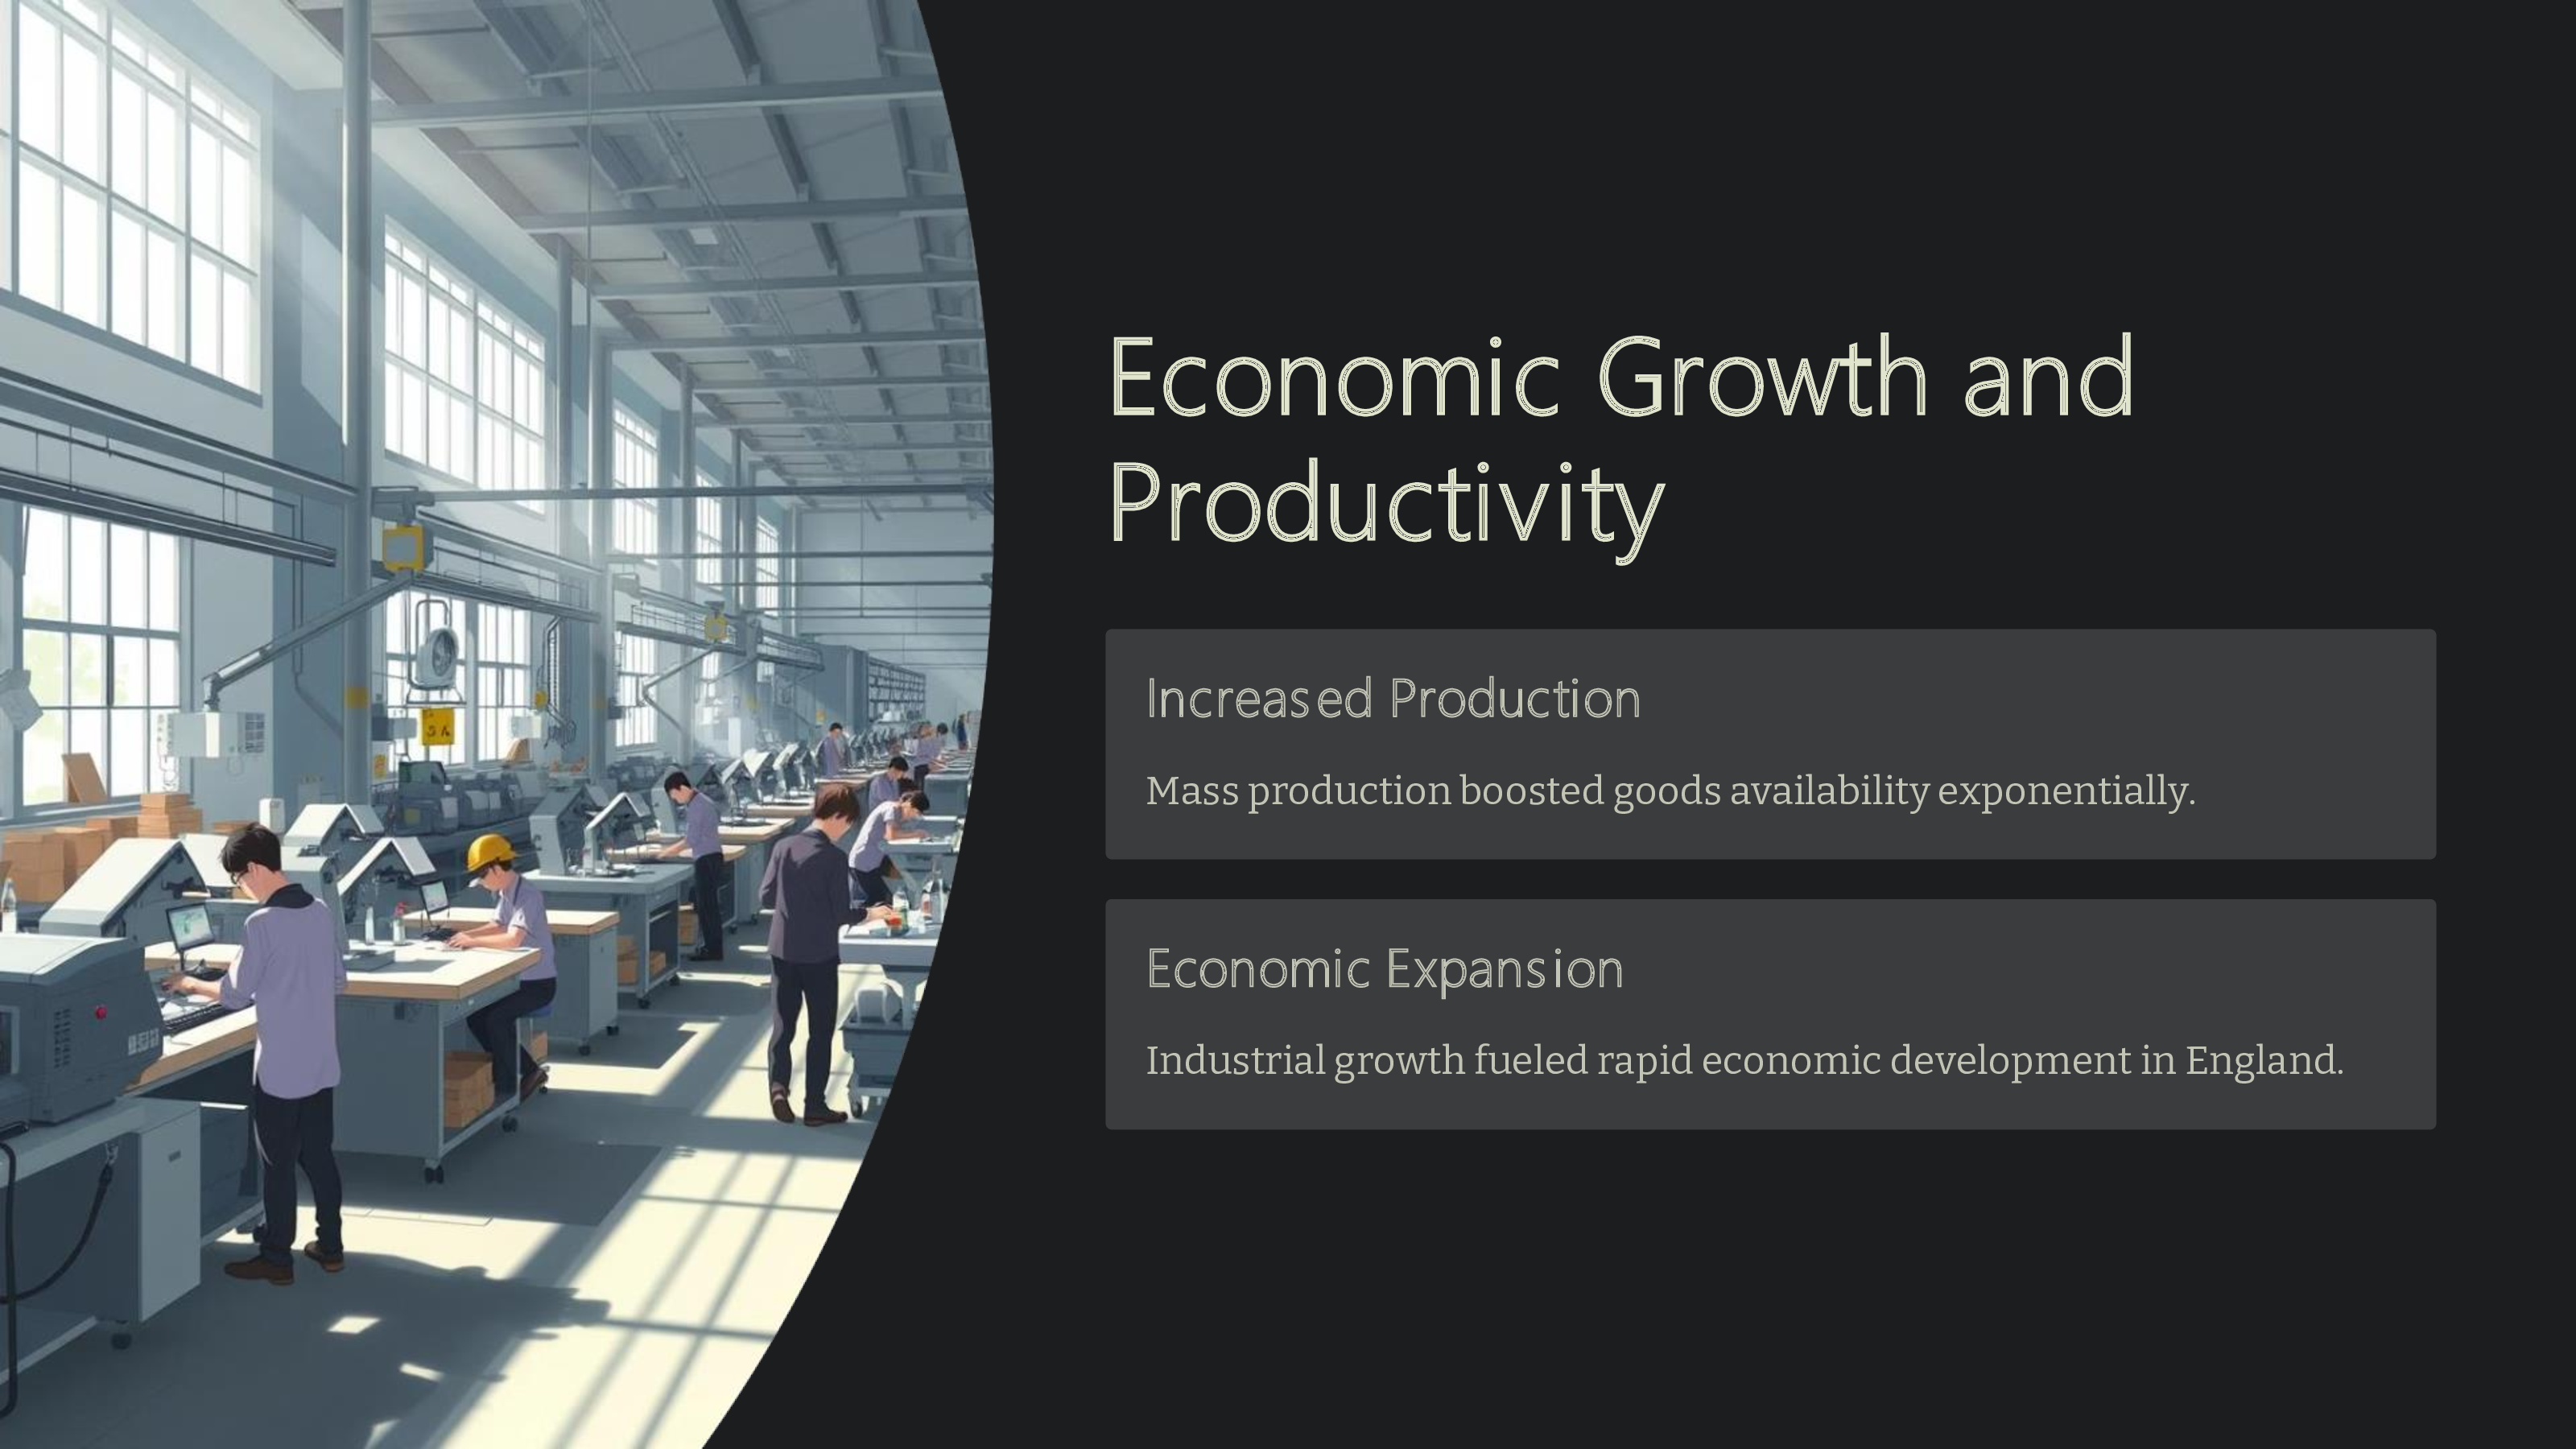 Economic Growth and
Productivity
Increased Production
Mass production boosted goods availability exponentially.
Economic Expansion
Industrial growth fueled rapid economic development in England.